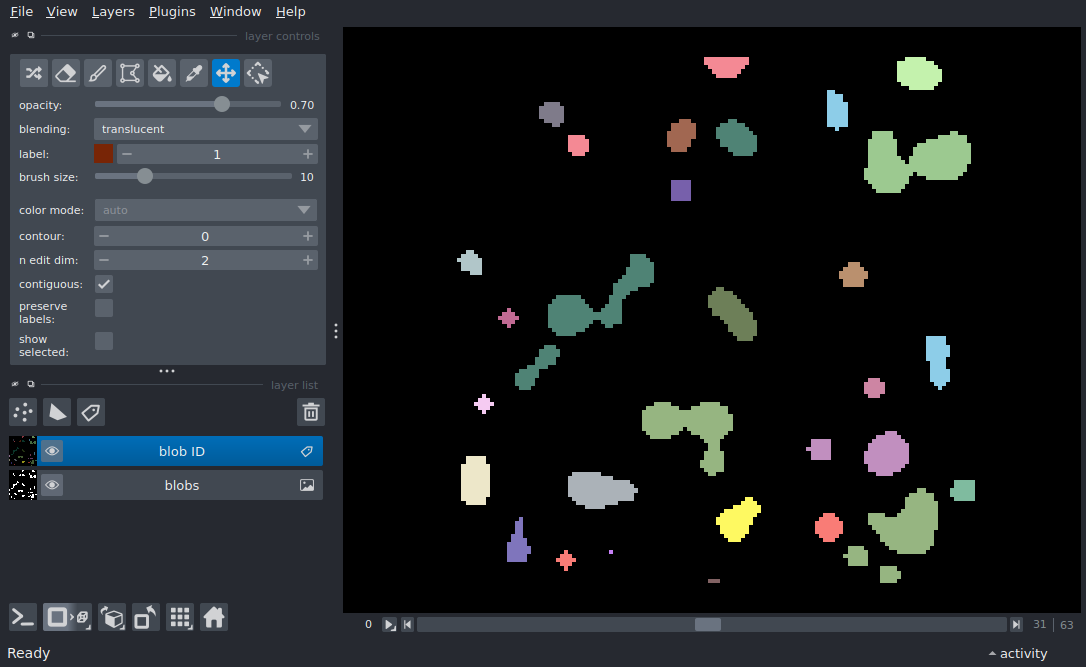 File View Layers Plugins Window Help
layer controls
opacity: 0.70
blending: translucent
label: 1
brush size: 10
color mode: auto
contour: 0
n edit dim: 2
contiguous:
preserve
labels:
show
selected:
layer list
blob ID
blobs
0 31 63
Ready activity